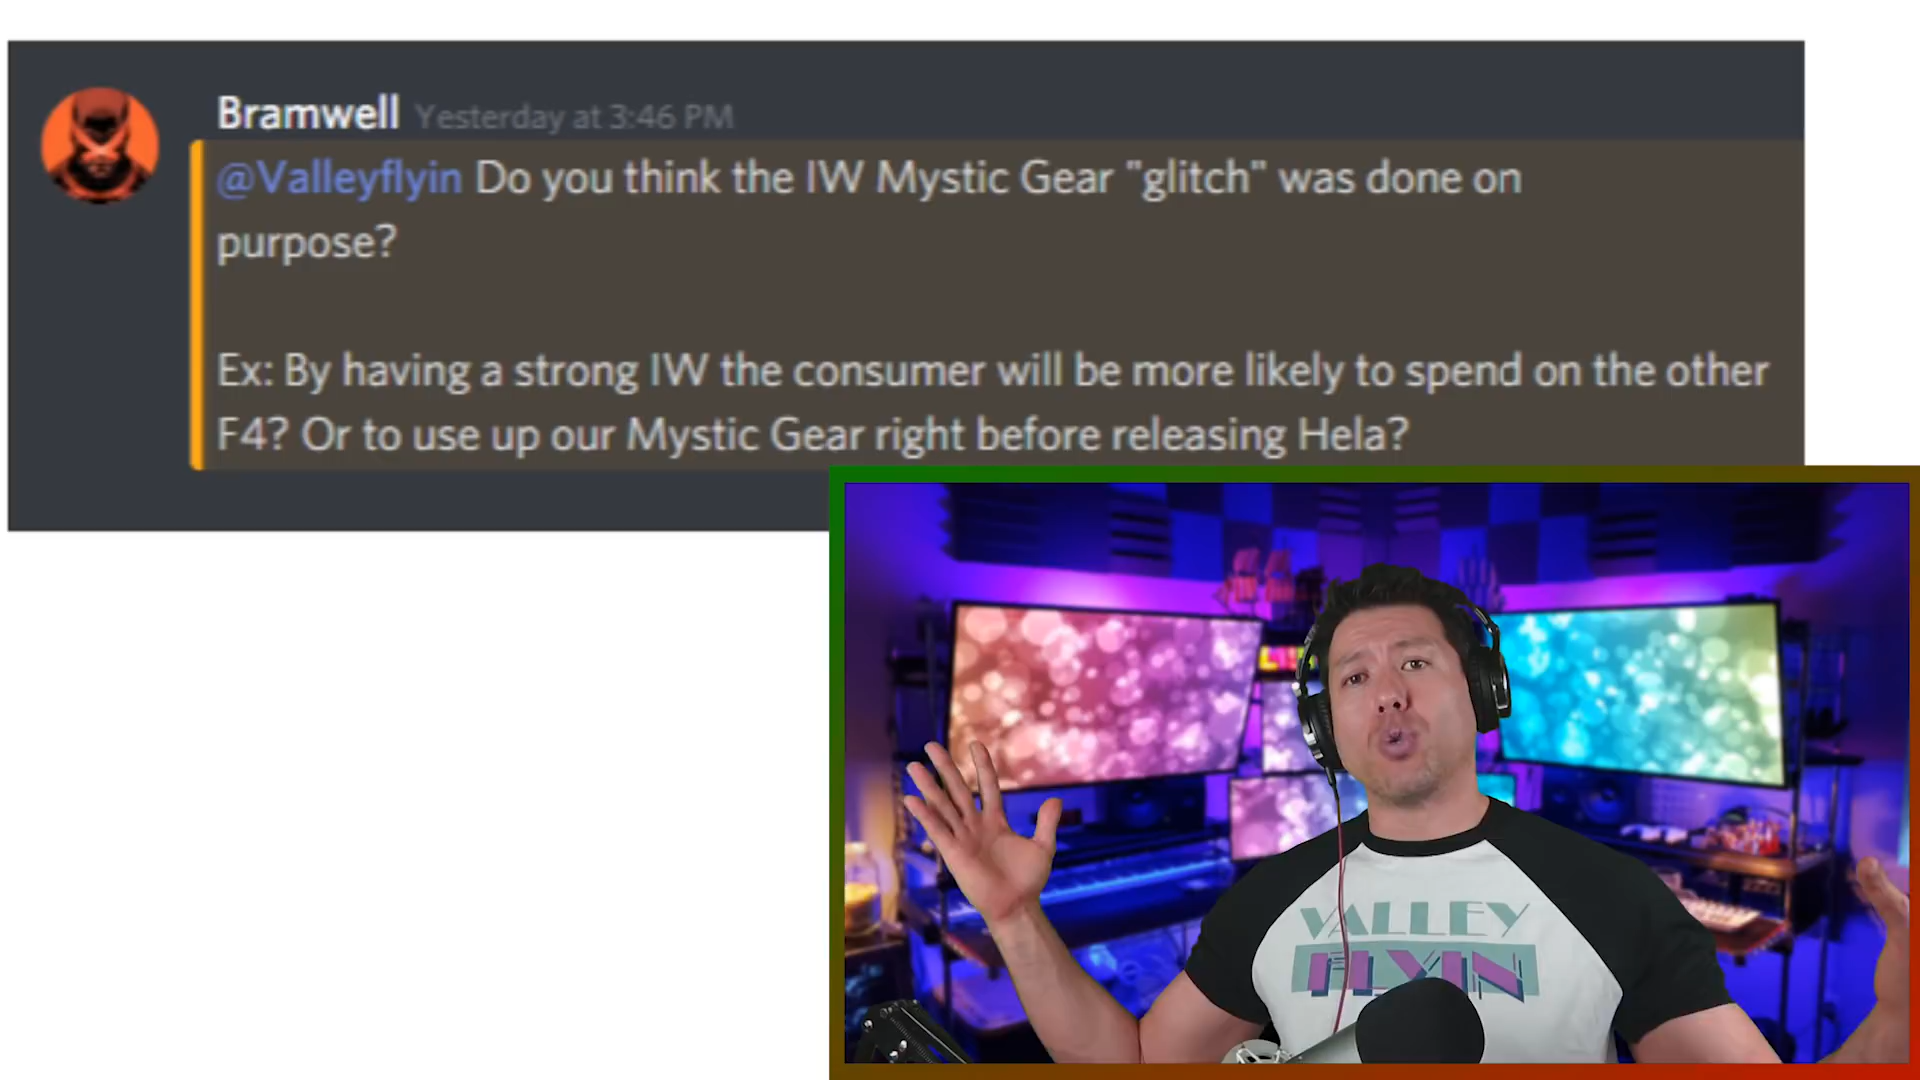 Bramwell Yesterday at 3:46 PM
@Valleyflyin Do you think the IW Mystic Gear "glitch" was done on
purpose?
Ex: By having a strong IW the consumer will be more likely to spend on the other
F4? Or to use up our Mystic Gear right before releasing Hela?
VALLEY
FLYIN